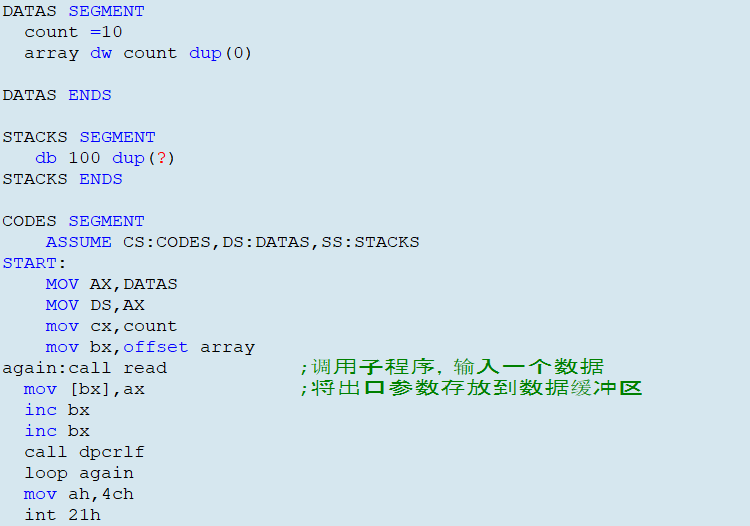 DATAS SEGMENT
count =10
array dw count dup(0)
DATAS ENDS
STACKS SEGMENT
db 100 dup(?)
STACKS ENDS
CODES SEGMENT
ASSUME CS:CODES,DS:DATAS,SS:STACKS
START:
MOV AX,DATAS
MOV DS,AX
mov cx,count
mov bx,offset array
again:call read ;调用子程序，输入一个数据
mov [bx],ax ;将出口参数存放到数据缓冲区
inc bx
inc bx
call dpcrlf
loop again
mov ah,4ch
int 21h